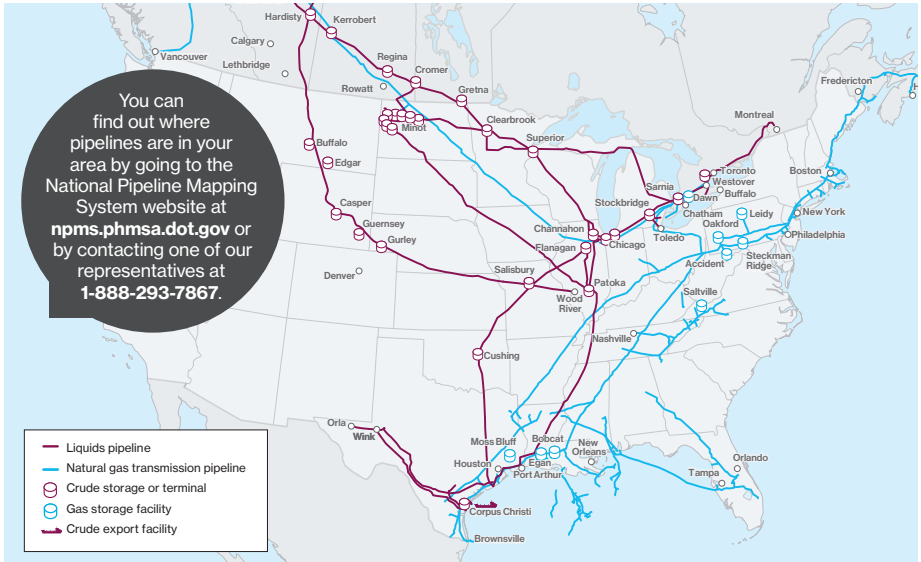 Hardisty
Kerrobert
Calgary
Vancouver
Lethbridge
Regina
Cromer
Rowatt
Gretna
Fredericton
You can
find out where
pipelines are in your
area by going to the
National Pipeline Mapping
System website at
npms.phmsa.dot.gov or
by contacting one of our
representatives at
1-888-293-7867.
Minot
Clearbrook
Superior
Montreal
Buffalo
Edgar
Casper
Guernsey
Gurley
Denver
Toronto
Westover
Buffalo
Sarnia
Dawn
Boston
Stockbridge
Chatham
Oakford
Leidy
New York
Channahon
Flanagan
Chicago
Toledo
Philadelphia
Accident
Steckman
Ridge
Salisbury
Patoka
Wood
River
Saltville
Nashville
Cushing
Orla
Wink
Moss Bluff
Bobcat
New
Orleans
Houston
Egan
Port Arthur
Orlando
Tampa
Corpus Christi
Brownsville
Liquids pipeline
Natural gas transmission pipeline
Crude storage or terminal
Gas storage facility
Crude export facility